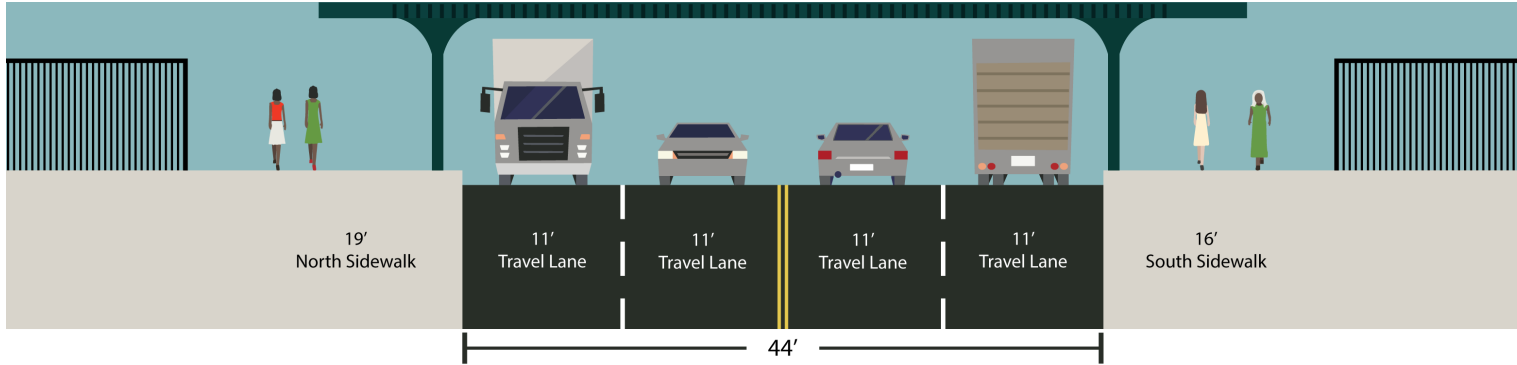 19′
North Sidewalk
11′
Travel Lane
11′
Travel Lane
11′
Travel Lane
11′
Travel Lane
16′
South Sidewalk
44′